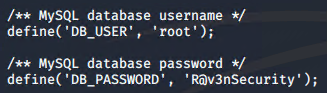 /** MySQL database username */
define('DB_USER', 'root');
/** MySQL database password */
define('DB_PASSWORD', 'R@v3nSecurity');